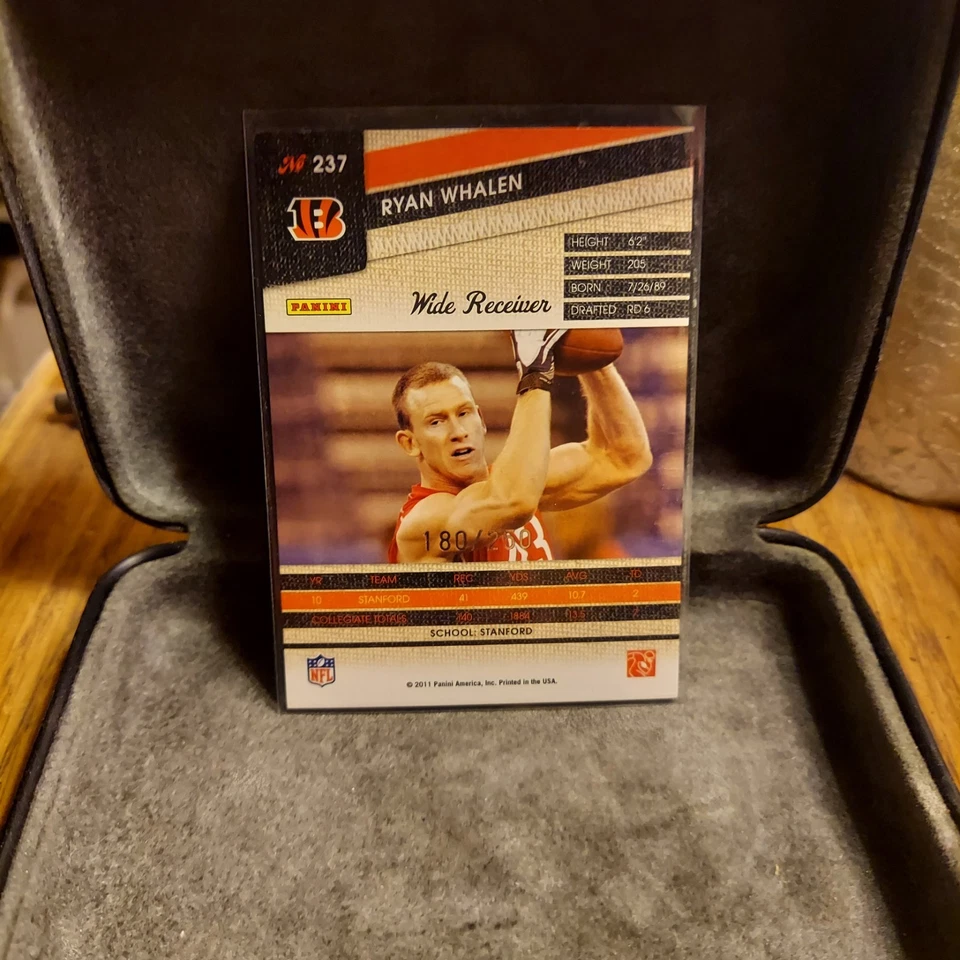 M 237
B
RYAN WHALEN
HEIGHT 6'2"
WEIGHT 205
BORN 7/26/89
DRAFTED RD 6
PANINI
Wide Receiver
180/
YR TEAM REC YDS AVG TD
10 STANFORD 41 439 10.7 2
COLLEGIATE TOTALS
SCHOOL: STANFORD
NFL
© 2011 Panini America, Inc. Printed in the USA.